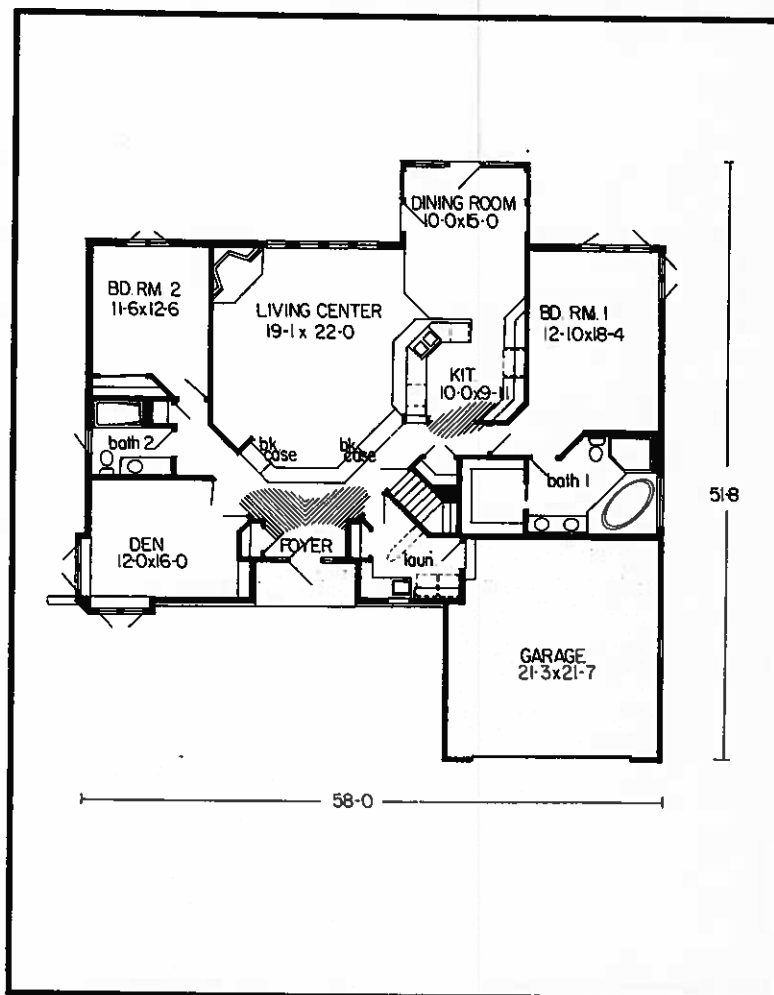 DINING ROOM
10-0x15-0
BD. RM. 2
11-6x12-6
LIVING CENTER
19-1 x 22-0
BD. RM. 1
12-10x18-4
KIT.
10-0x9-11
bath 2
bk
case
bk
case
bath 1
51-8
DEN
12-0x16-0
FOYER
laun.
GARAGE
21-3x21-7
58-0